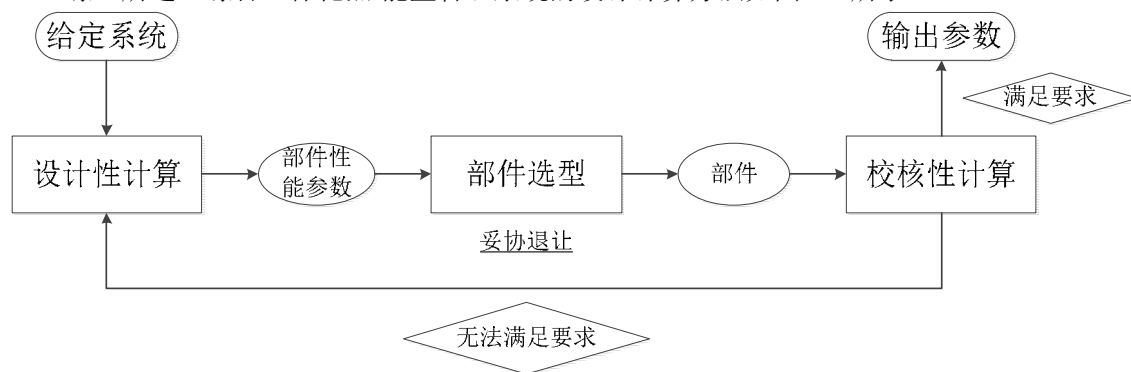 给定系统
输出参数
满足要求
设计性计算
部件性
能参数
部件选型
部件
校核性计算
妥协退让
无法满足要求